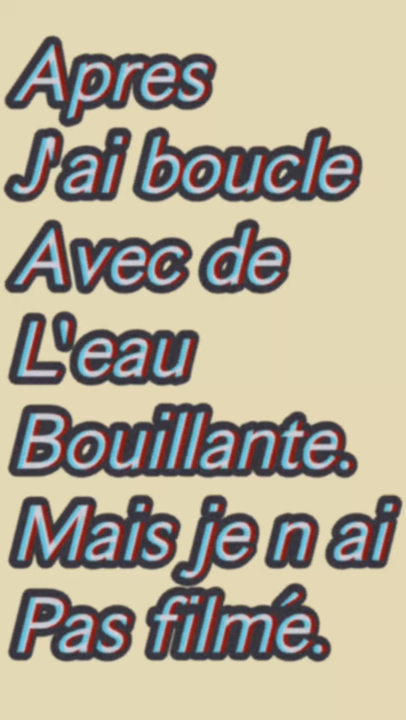 Apres
J'ai boucle
Avec de
L'eau
Bouillante.
Mais je n ai
Pas filmé.